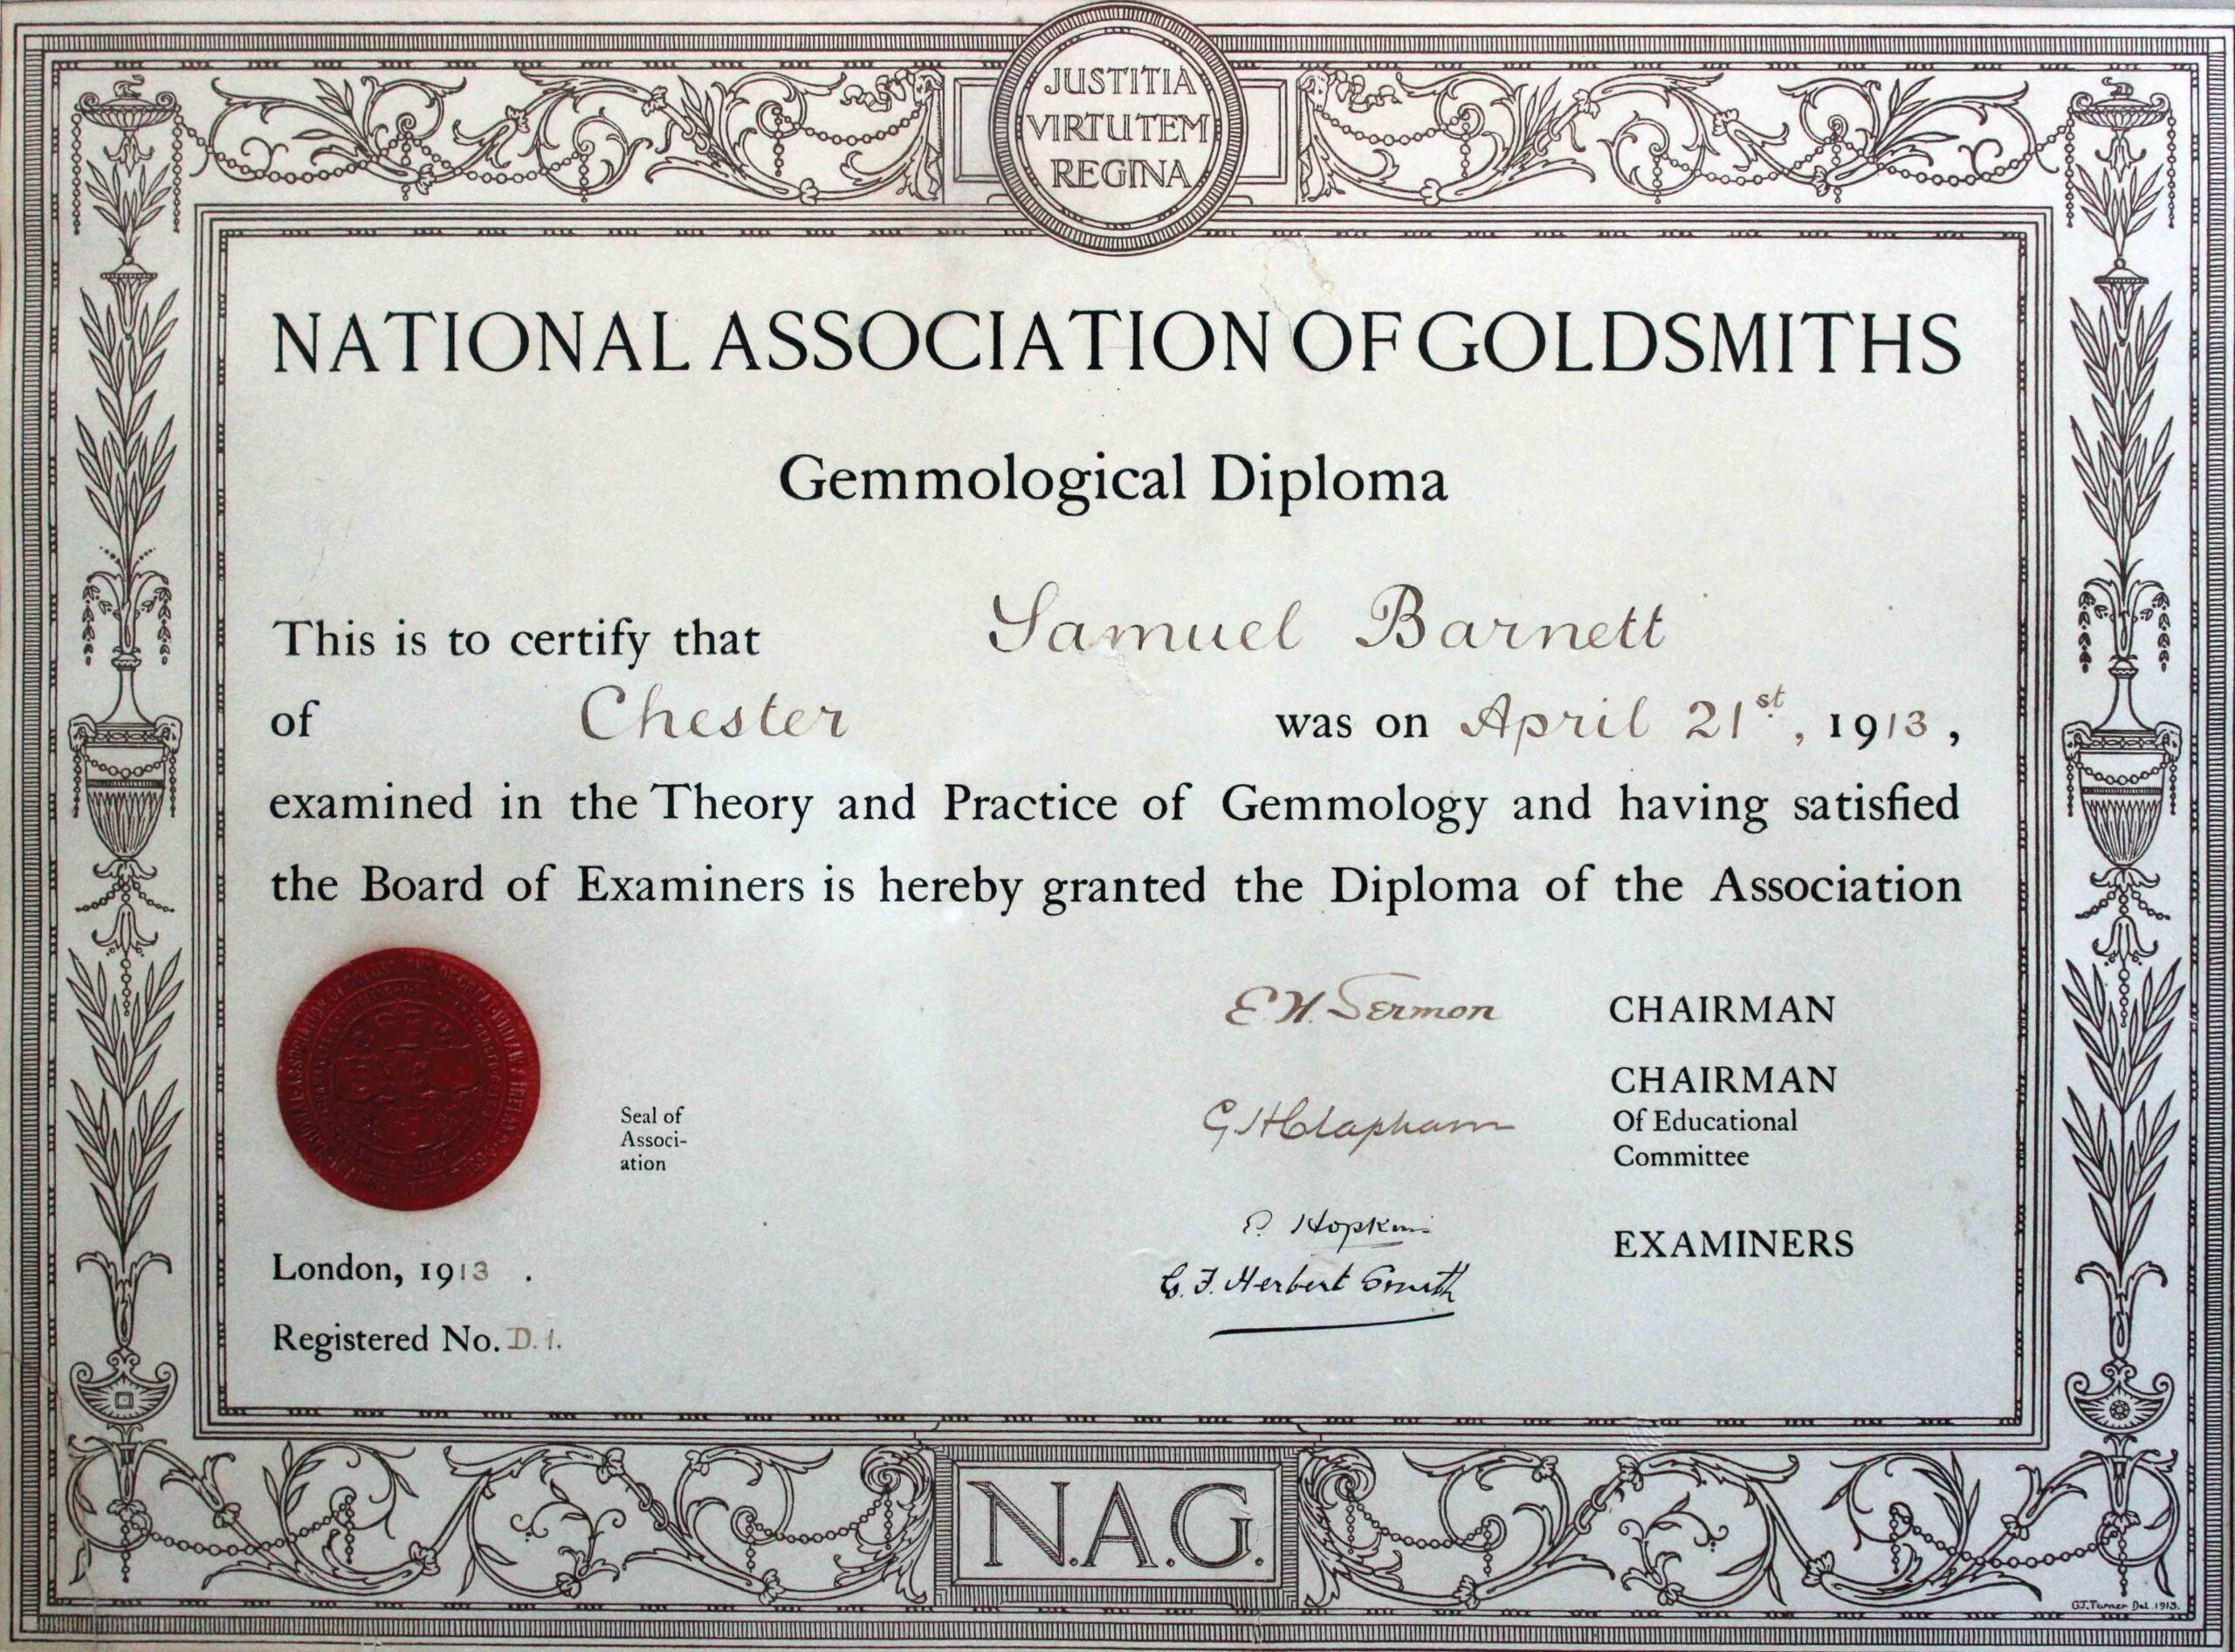 JUSTITIA
VIRTUTEM
REGINA
NATIONAL ASSOCIATION OF GOLDSMITHS
Gemmological Diploma
This is to certify that Samuel Barnett
of Chester was on April 21st, 1913,
examined in the Theory and Practice of Gemmology and having satisfied
the Board of Examiners is hereby granted the Diploma of the Association
E.H. Sermon CHAIRMAN
CHAIRMAN
G H Clapham Of Educational
Committee
Seal of
Associ-
ation
Hopkins
EXAMINERS
G. F. Herbert Smith
London, 1913.
Registered No. D.1.
N.A.G.
G.J. Turner Del. 1913.